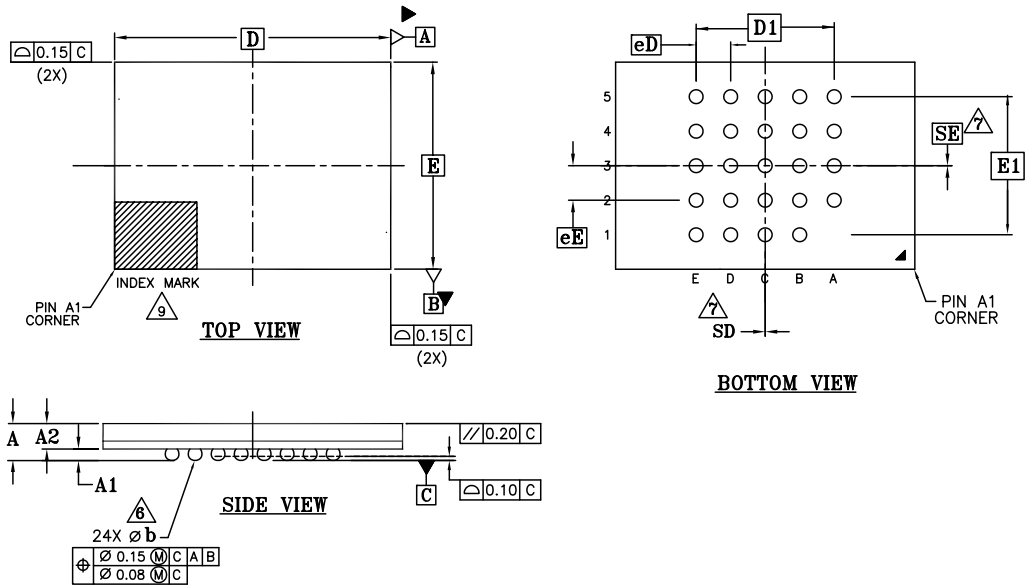 D
A
⌓ 0.15 C
(2X)
E
INDEX MARK
9
PIN A1
CORNER
TOP VIEW
B
⌓ 0.15 C
(2X)
D1
eD
5
4
3
2
1
E D C B A
SE
7
E1
eE
7
SD
PIN A1
CORNER
BOTTOM VIEW
A
A2
A1
// 0.20 C
C
⌓ 0.10 C
SIDE VIEW
6
24X Ø b
⌖ Ø 0.15 Ⓜ C A B
Ø 0.08 Ⓜ C